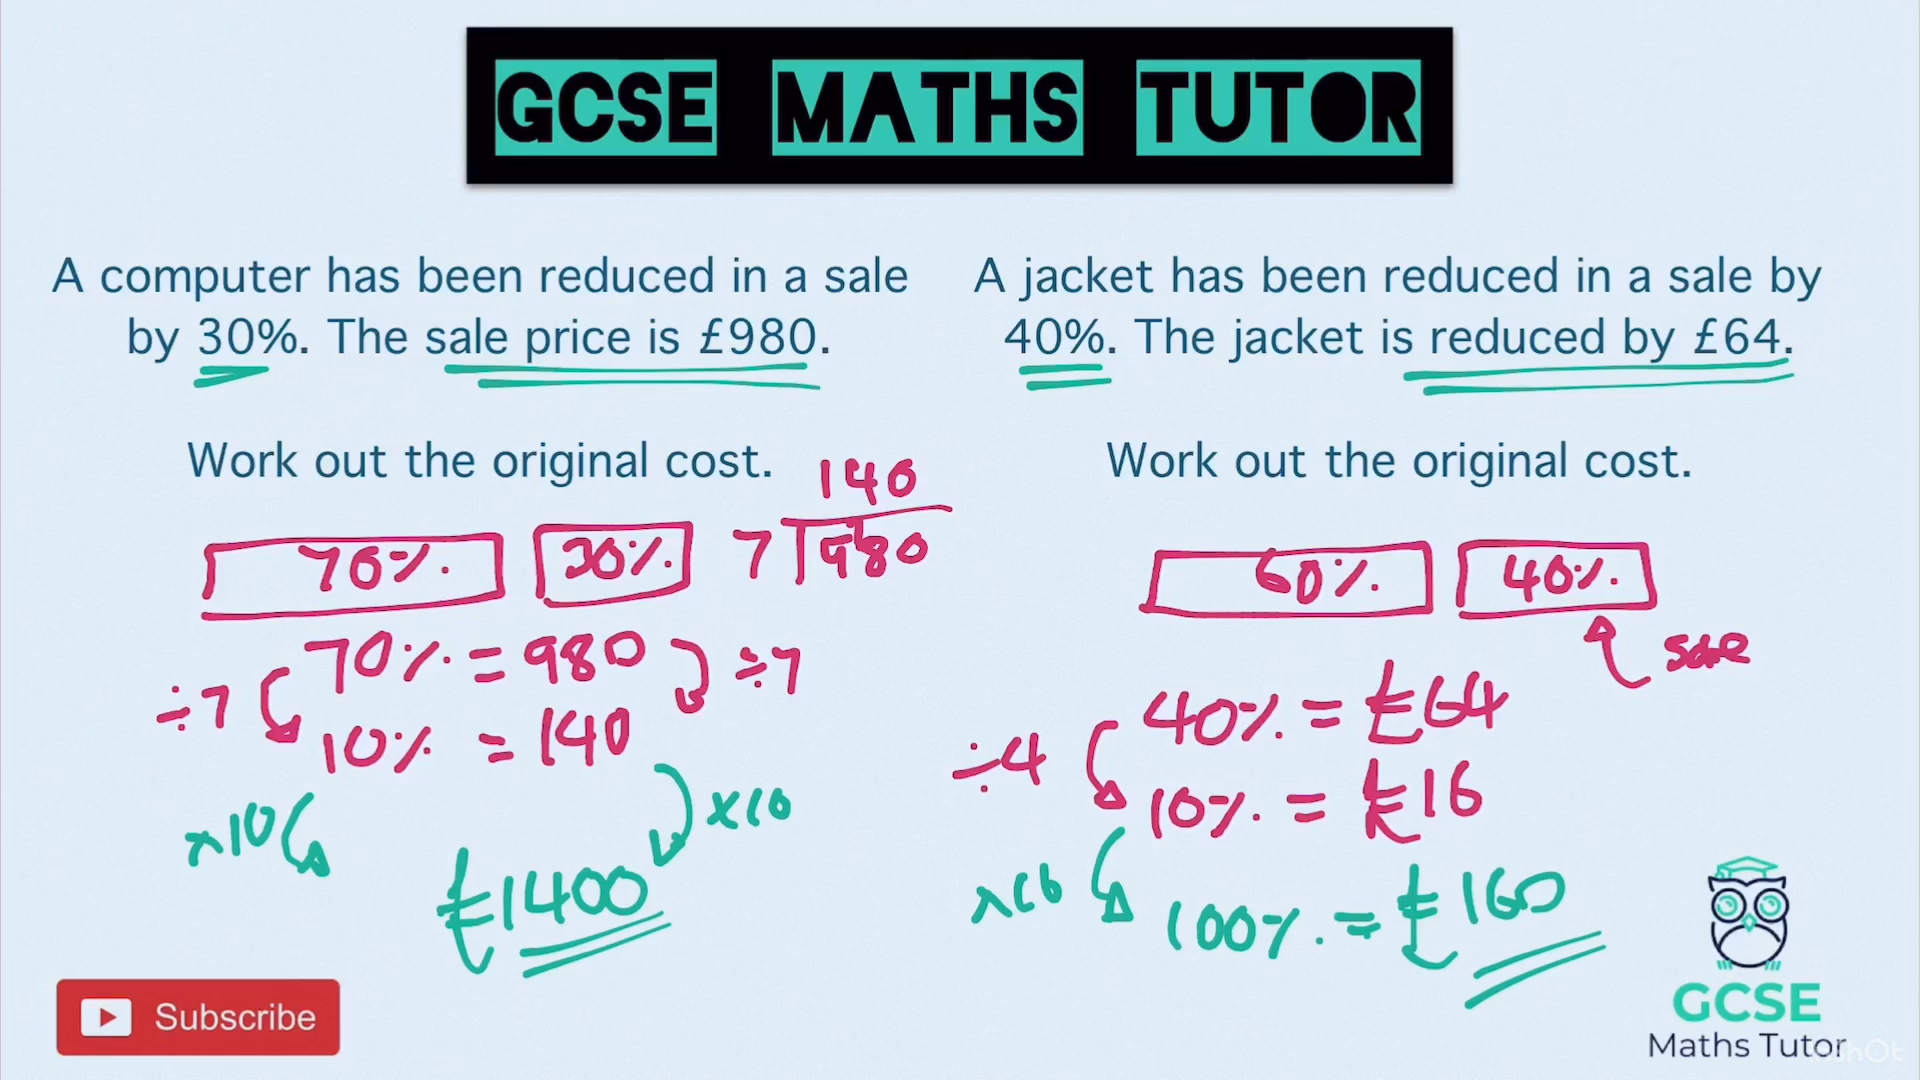 GCSE MATHS TUTOR
A computer has been reduced in a sale
by 30%. The sale price is £980.
Work out the original cost.
70% 30%
140
7 980
70% = 980
÷7 ÷7
10% = 140
×10 ×10
£1400
A jacket has been reduced in a sale by
40%. The jacket is reduced by £64.
Work out the original cost.
60% 40%
sale
40% = £64
÷4
10% = £16
×10
100% = £160
Subscribe
GCSE
Maths Tutor